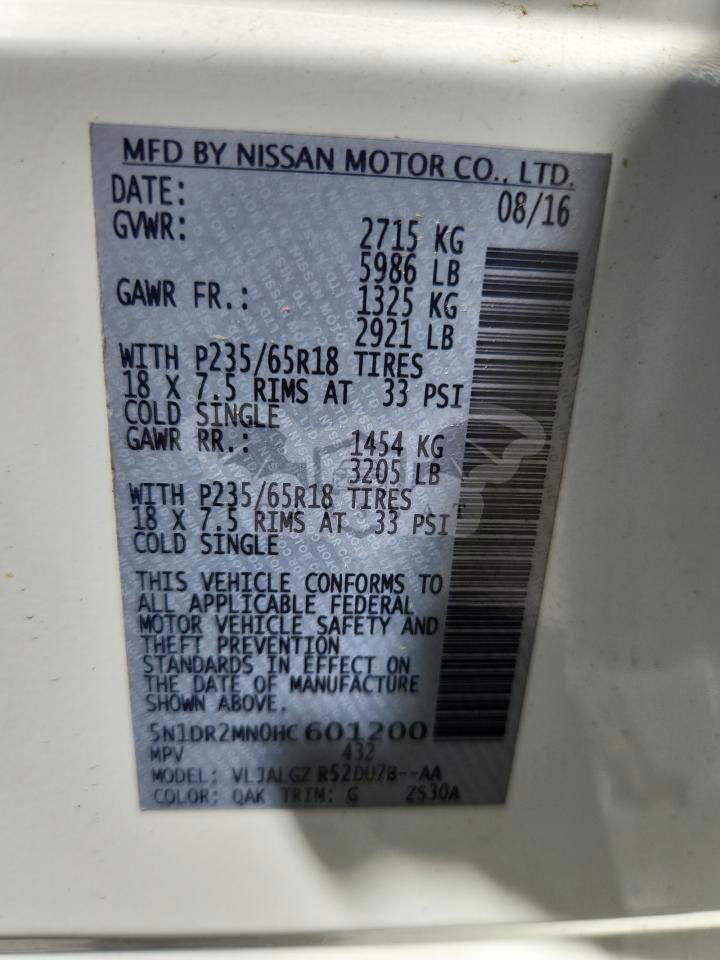 MFD BY NISSAN MOTOR CO., LTD.
DATE: 08/16
GVWR: 2715 KG
5986 LB
GAWR FR.: 1325 KG
2921 LB
WITH P235/65R18 TIRES
18 X 7.5 RIMS AT 33 PSI
COLD SINGLE
GAWR RR.: 1454 KG
3205 LB
WITH P235/65R18 TIRES
18 X 7.5 RIMS AT 33 PSI
COLD SINGLE
THIS VEHICLE CONFORMS TO
ALL APPLICABLE FEDERAL
MOTOR VEHICLE SAFETY AND
THEFT PREVENTION
STANDARDS IN EFFECT ON
THE DATE OF MANUFACTURE
SHOWN ABOVE.
5N1DR2MN0HC601200
MPV 432
MODEL: VLJALGZ R52DUZB--AA
COLOR: QAK TRIM: G ZS30A